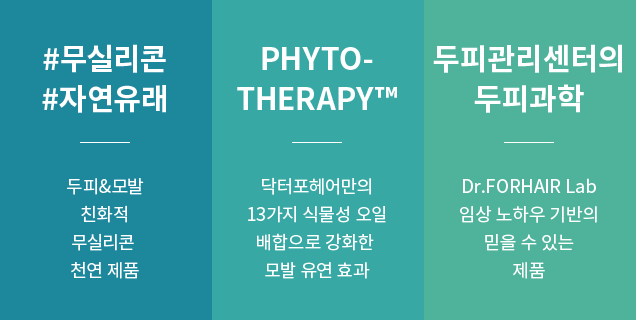 #무실리콘
#자연유래
두피&모발
친화적
무실리콘
천연 제품
PHYTO-
THERAPY™
닥터포헤어만의
13가지 식물성 오일
배합으로 강화한
모발 유연 효과
두피관리센터의
두피과학
Dr.FORHAIR Lab
임상 노하우 기반의
믿을 수 있는
제품